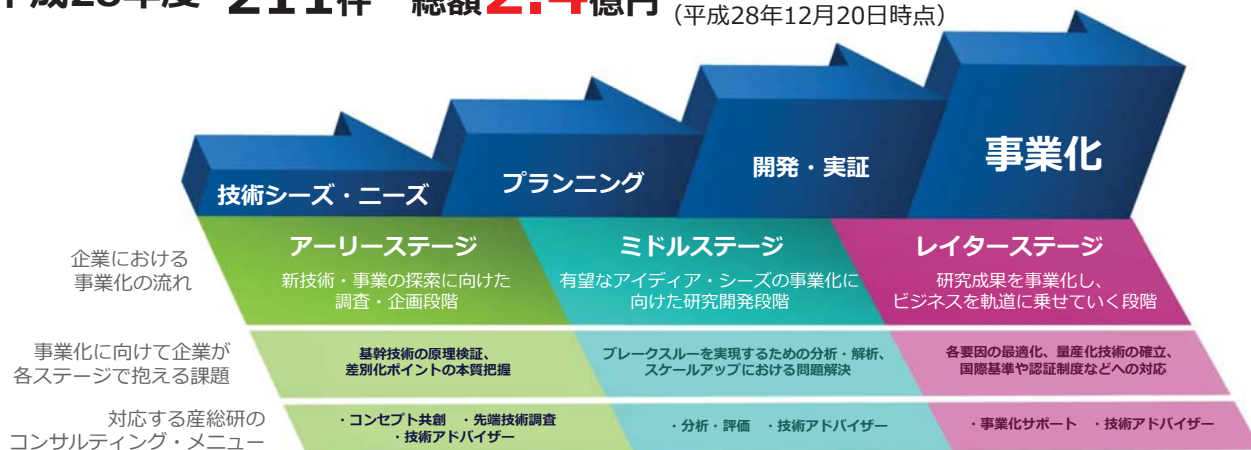 平成28年度 211件 総額2.4億円 (平成28年12月20日時点)
技術シーズ・ニーズ
プランニング
開発・実証
事業化
企業における
事業化の流れ
アーリーステージ
新技術・事業の探索に向けた
調査・企画段階
ミドルステージ
有望なアイディア・シーズの事業化に
向けた研究開発段階
レイターステージ
研究成果を事業化し、
ビジネスを軌道に乗せていく段階
事業化に向けて企業が
各ステージで抱える課題
基幹技術の原理検証、
差別化ポイントの本質把握
ブレークスルーを実現するための分析・解析、
スケールアップにおける問題解決
各要因の最適化、量産化技術の確立、
国際基準や認証制度などへの対応
対応する産総研の
コンサルティング・メニュー
・コンセプト共創 ・先端技術調査
・技術アドバイザー
・分析・評価 ・技術アドバイザー
・事業化サポート ・技術アドバイザー